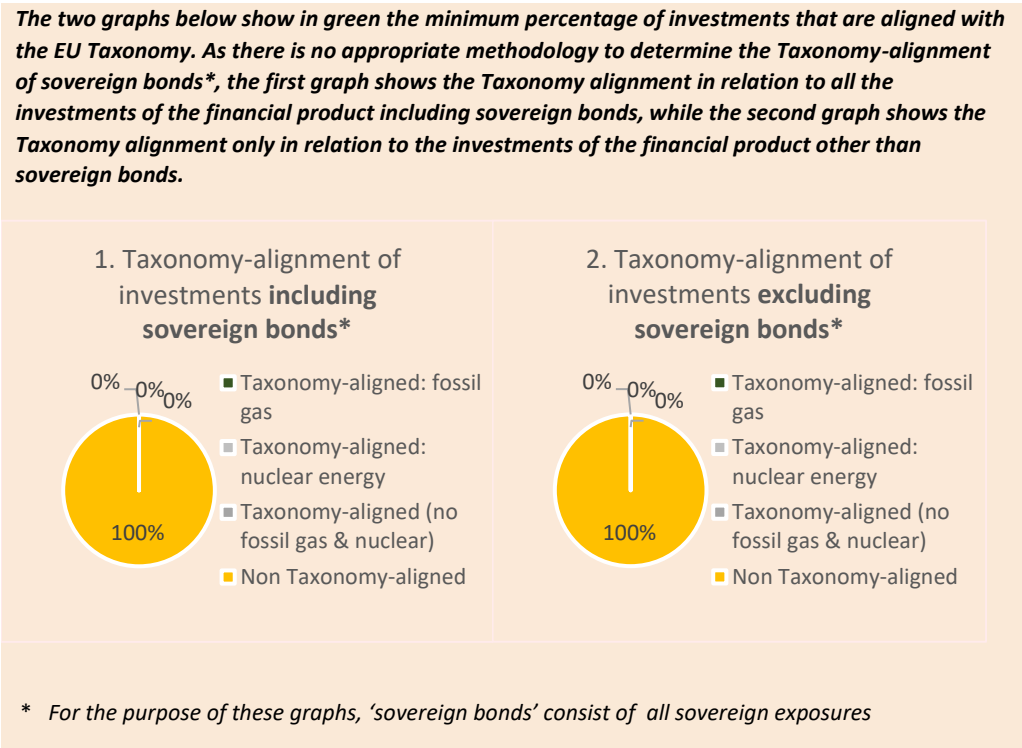 The two graphs below show in green the minimum percentage of investments that are aligned with
the EU Taxonomy. As there is no appropriate methodology to determine the Taxonomy-alignment
of sovereign bonds*, the first graph shows the Taxonomy alignment in relation to all the
investments of the financial product including sovereign bonds, while the second graph shows the
Taxonomy alignment only in relation to the investments of the financial product other than
sovereign bonds.
1. Taxonomy-alignment of
investments including
sovereign bonds*
0%
0%
0%
100%
Taxonomy-aligned: fossil
gas
Taxonomy-aligned:
nuclear energy
Taxonomy-aligned (no
fossil gas & nuclear)
Non Taxonomy-aligned
2. Taxonomy-alignment of
investments excluding
sovereign bonds*
0%
0%
0%
100%
Taxonomy-aligned: fossil
gas
Taxonomy-aligned:
nuclear energy
Taxonomy-aligned (no
fossil gas & nuclear)
Non Taxonomy-aligned
* For the purpose of these graphs, ‘sovereign bonds’ consist of all sovereign exposures